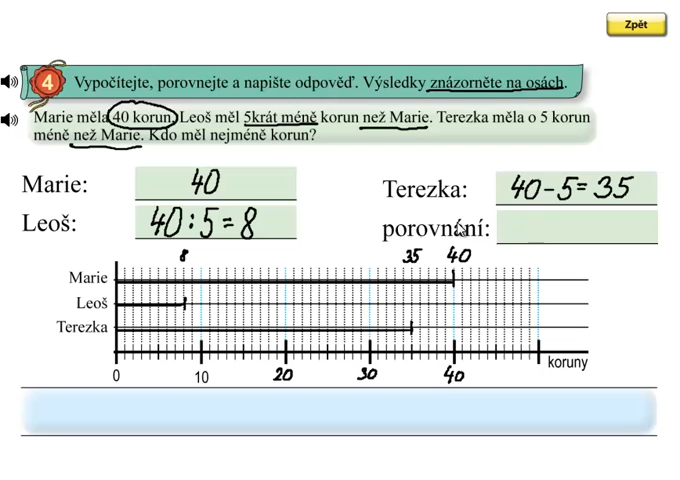 Zpět
4 Vypočítejte, porovnejte a napište odpověď. Výsledky znázorněte na osách.
Marie měla 40 korun. Leoš měl 5krát méně korun než Marie. Terezka měla o 5 korun
méně než Marie. Kdo měl nejméně korun?
Marie: 40
Terezka: 40-5=35
Leoš: 40:5=8
porovnání:
8 35 40
Marie
Leoš
Terezka
koruny
0 10 20 30 40